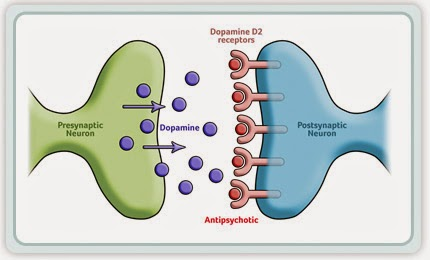 Dopamine D2
receptors
Presynaptic
Neuron
Dopamine
Postsynaptic
Neuron
Antipsychotic